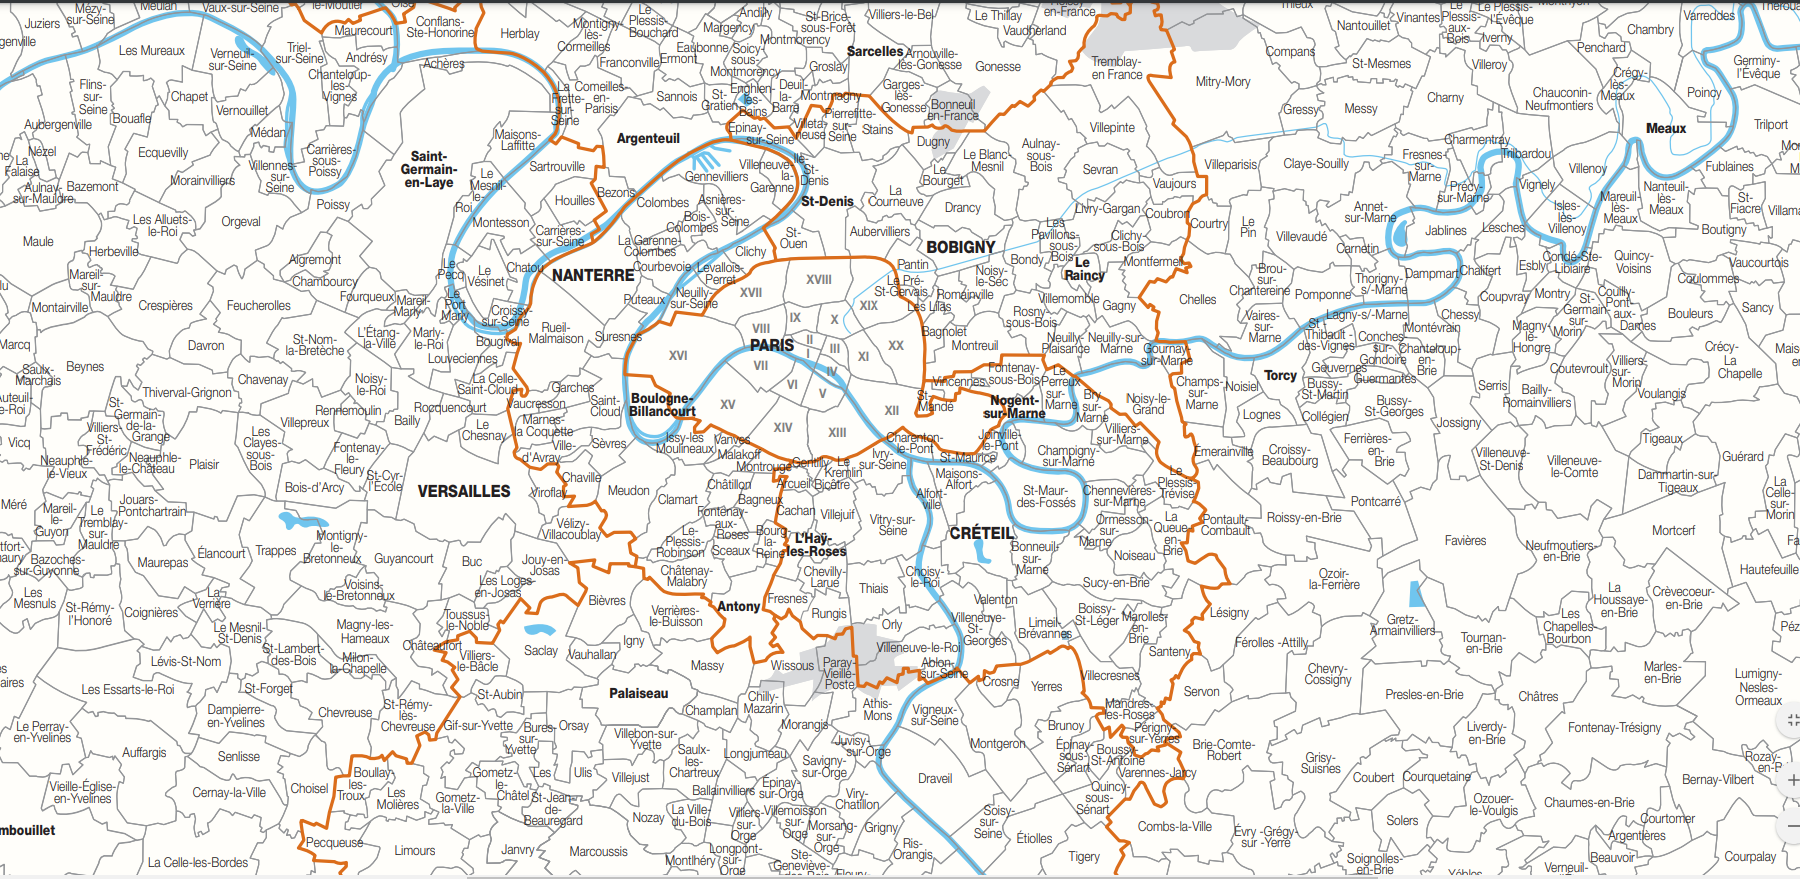 Mézy-
sur-Seine
Meulan
Vaux-sur-Seine
le-Moutier
Oise
Juziers
Maurecourt
Conflans-
Ste-Honorine
Herblay
Montigny-
lès-
Cormeilles
Le
Plessis-
Bouchard
Andilly
Margency
Montmorency
St-Brice-
sous-Forêt
Villiers-le-Bel
Le Thillay
en-France
Vaudherland
Nantouillet
Vinantes
Le
Plessis-
aux-
Bois
Le Plessis-
l'Évêque
Iverny
Chambry
Varreddes
Les Mureaux
Verneuil-
sur-Seine
Triel-
sur-Seine
Andrésy
Achères
Franconville
Eaubonne
Ermont
Soicy-
sous-
Montmorency
Groslay
Sarcelles
Arnouville-
lès-Gonesse
Gonesse
Tremblay-
en France
Compans
St-Mesmes
Villeroy
Penchard
Germiny-
l'Évêque
Chanteloup-
les-
Vignes
Flins-
sur-
Seine
Chapet
Vernouillet
La
Frette-
sur-
Seine
Cormeilles
en-
Parisis
Sannois
St-
Gratien
Enghien-
les-
Bains
Deuil-
la-
Barre
Montmagny
Garges-
lès-
Gonesse
Bonneuil
en-France
Mitry-Mory
Gressy
Messy
Charny
Chauconin-
Neufmontiers
Crégy-
lès-
Meaux
Poincy
Aubergenville
Bouafle
Médan
Maisons-
Laffitte
Argenteuil
Epinay-
sur-Seine
Villeta-
neuse
Pierrefitte-
sur-
Seine
Stains
Dugny
Villepinte
Meaux
Trilport
Nézel
La
Falaise
Ecquevilly
Carrières-
sous-
Poissy
Villennes-
sur-
Seine
Saint-
Germain-
en-Laye
Sartrouville
Gennevilliers
Villeneuve-
la-
Garenne
Ile-
St-
Denis
Le
Bourget
Le Blanc-
Mesnil
Aulnay-
sous-
Bois
Sevran
Villeparisis
Claye-Souilly
Charmentray
Fresnes-
sur-
Marne
Trilbardou
Villenoy
Fublaines
Aulnay-
sur-Mauldre
Bazemont
Morainvilliers
Poissy
Le
Mesnil-
le-
Roi
Bezons
Houilles
Colombes
Asnières-
sur-
Seine
St-Denis
La
Courneuve
Drancy
Vaujours
Précy-
sur-Marne
Vignely
Isles-
lès-
Villenoy
Mareuil-
lès-
Meaux
Nanteuil-
lès-
Meaux
St-
Fiacre
Les Alluets-
le-Roi
Orgeval
Montesson
Carrières-
sur-Seine
Bois-
Colombes
La Garenne-
Colombes
Clichy
St-
Ouen
Aubervilliers
BOBIGNY
Les
Pavillons-
sous-
Bois
Livry-Gargan
Clichy-
sous-Bois
Coubron
Courtry
Le
Pin
Villevaudé
Annet-
sur-Marne
Jablines
Lesches
Boutigny
Maule
Herbeville
Aigremont
Chambourcy
Le
Pecq
Le
Vésinet
Chatou
NANTERRE
Courbevoie
Levallois-
Perret
Pantin
Bondy
Le
Raincy
Montfermeil
Carnetin
Condé-Ste-
Libiaire
Esbly
Quincy-
Voisins
Vaucourtois
Mareil-
sur-
Mauldre
Montainville
Crespières
Feucherolles
Fourqueux
Mareil-
Marly
Le
Port
Marly
Croissy-
sur-Seine
Puteaux
Neuilly-
sur-Seine
XVII
XVIII
XIX
Le Pré-
St-Gervais
Les Lilas
Romainville
Noisy-
le-Sec
Villemomble
Gagny
Chelles
Brou-
sur-
Chantereine
Pomponne
Thorigny-
s/-Marne
Dampmart
Chalifert
Coupvray
Montry
St-
Germain-
sur-
Morin
Couilly-
Pont-
aux-
Dames
Coulommes
Bouleurs
Sancy
Davron
St-Nom-
la-Bretèche
L'Étang-
la-Ville
Marly-
le-Roi
Louveciennes
Bougival
Rueil-
Malmaison
Suresnes
VIII
IX
X
PARIS
II
I
III
XI
XX
Bagnolet
Montreuil
Rosny-
sous-Bois
Neuilly-
Plaisance
Neuilly-sur-
Marne
Gournay-
sur-Marne
Vaires-
sur-
Marne
Lagny-s/-Marne
St
Thibault-
des-Vignes
Conches-
sur-
Gondoire
Montévrain
Chanteloup-
en-
Brie
Chessy
Magny-
le-
Hongre
Villiers-
sur-
Morin
Crécy-
la-
Chapelle
Marcq
Saulx-
Marchais
Beynes
Chavenay
Thiverval-Grignon
Noisy-
le-Roi
La Celle-
Saint-Cloud
Garches
XVI
VII
VI
IV
V
Vincennes
Fontenay-
sous-Bois
Le
Perreux
Bry-
sur-
Marne
Noisy-le-
Grand
Champs-
sur-
Marne
Noisiel
Torcy
Gouvernes
Bussy-
St-Martin
Guermantes
Coutevroult
Serris
Bailly-
Romainvilliers
Voulangis
St-
Germain-
de-la-
Grange
Villiers-
St-
Frédéric
Villepreux
Rennemoulin
Bailly
Rocquencourt
Le
Chesnay
Vaucresson
Marnes-
la Coquette
Saint-
Cloud
Boulogne-
Billancourt
XV
XIV
XIII
XII
St-
Mandé
Nogent-
sur-Marne
Joinville-
le-Pont
Villiers-
sur-Marne
Lognes
Collégien
Bussy-
St-Georges
Jossigny
Vicq
Neauphle-
le-Vieux
Neauphle-
le-Château
Plaisir
Les
Clayes-
sous-
Bois
Fontenay-
le-
Fleury
St-Cyr-
l'École
Ville-
d'Avray
Sèvres
Issy-les
Moulineaux
Vanves
Malakoff
Montrouge
Gentilly
Le
Kremlin
Bicêtre
Ivry-
sur-Seine
Charenton-
le-Pont
St-Maurice
Champigny-
sur-Marne
Émerainville
Croissy-
Beaubourg
Ferrières-
en-
Brie
Villeneuve-
St-Denis
Villeneuve-
le-Comte
Tigeaux
Dammartin-sur-
Tigeaux
Guérard
La
Celle-
sur-
Morin
Méré
Mareil-
le-
Guyon
Le
Tremblay-
sur-
Mauldre
Jouars-
Pontchartrain
Bois-d'Arcy
VERSAILLES
Viroflay
Chaville
Meudon
Clamart
Châtillon
Bagneux
Arcueil
Cachan
Villejuif
Vitry-sur-
Seine
Maisons-
Alfort
Alfort-
ville
St-Maur-
des-Fossés
Chennevières-
sur-Marne
Le
Plessis-
Trévise
Pontault-
Combault
Roissy-en-Brie
Pontcarré
Favières
Mortcerf
Bazoches-
sur-Guyonne
Élancourt
Trappes
Montigny-
le-
Bretonneux
Guyancourt
Buc
Jouy-en-
Josas
Vélizy-
Villacoublay
Le-
Plessis-
Robinson
Fontenay-
aux-
Roses
Sceaux
Bourg-
la-
Reine
L'Haÿ-
les-Roses
CRÉTEIL
Bonneuil-
sur-
Marne
Ormesson-
sur-
Marne
La
Queue-
en-
Brie
Noiseau
Neufmoutiers-
en-Brie
Hautefeuille
Maurepas
Les
Mesnuls
St-Rémy-
l'Honoré
Coignières
La
Verrière
Voisins-
le-Bretonneux
Les Loges-
en-Josas
Bièvres
Châtenay-
Malabry
Verrières-
le-Buisson
Antony
Fresnes
Chevilly-
Larue
Rungis
Thiais
Choisy-
le-Roi
Valenton
Sucy-en-Brie
Ozoir-
la-Ferrière
La
Houssaye-
en-Brie
Crèvecoeur-
en-Brie
Le Mesnil-
St-Denis
Magny-les-
Hameaux
Toussus-
le-Noble
Châteaufort
Saclay
Vauhallan
Igny
Orly
Villeneuve-
St-
Georges
Limeil-
Brévannes
Boissy-
St-Léger
Marolles-
en-
Brie
Santeny
Lésigny
Férolles -Attilly
Gretz-
Armainvilliers
Tournan-
en-Brie
Les
Chapelles-
Bourbon
Lévis-St-Nom
St-Lambert-
des-Bois
Milon-
la-Chapelle
Villiers-
le-Bâcle
Massy
Wissous
Paray-
Vieille-
Poste
Villeneuve-le-Roi
Ablon-
sur-Seine
Crosne
Yerres
Villecresnes
Servon
Chevry-
Cossigny
Presles-en-Brie
Châtres
Marles-
en-Brie
Lumigny-
Nesles-
Ormeaux
Les Essarts-le-Roi
St-Forget
Dampierre-
en-Yvelines
Chevreuse
St-Rémy-
lès-
Chevreuse
St-Aubin
Gif-sur-Yvette
Bures-
sur-
Yvette
Orsay
Palaiseau
Champlan
Chilly-
Mazarin
Morangis
Athis-
Mons
Vigneux-
sur-Seine
Montgeron
Brunoy
Mandres-
les-Roses
Périgny-
sur-Yerres
Brie-Comte-
Robert
Grisy-
Suisnes
Liverdy-
en-Brie
Fontenay-Trésigny
Le Perray-
en-Yvelines
Auffargis
Senlisse
Villebon-sur-
Yvette
Saulx-
les-
Chartreux
Longjumeau
Juvisy-
sur-Orge
Savigny-
sur-Orge
Draveil
Épinay-
sous-
Sénart
Boussy-
St-Antoine
Varennes-Jarcy
Coubert
Courquetaine
Rozay-
en-B
Bernay-Vilbert
Vieille-Église-
en-Yvelines
Cernay-la-Ville
Choisel
Boullay-
les-
Troux
Les
Molières
Gometz-
la-Ville
Gometz-
le-
Châtel
Les
Ulis
St-Jean-
de-
Beauregard
Villejust
Nozay
Ballainvilliers
La Ville-
du-Bois
Épinay-
sur-Orge
Villiers-
sur-
Orge
Villemoisson
sur-
Orge
Morsang-
sur-
Orge
Viry-
Chatillon
Grigny
Ris-
Orangis
Soisy-
sur-
Seine
Étiolles
Quincy-
sous-
Sénart
Combs-la-Ville
Évry -Grégy-
sur -Yerre
Solers
Ozouer-
le-Voulgis
Chaumes-en-Brie
Courtomer
Argentières
Beauvoir
Courpalay
mbouillet
La Celle-les-Bordes
Pecqueuse
Limours
Janvry
Marcoussis
Montlhéry
Longpont-
sur-
Orge
Ste-
Geneviève-
des-Bois
Fleury-
Tigery
Soignolles-
en-Brie
Yèbles
Verneuil-